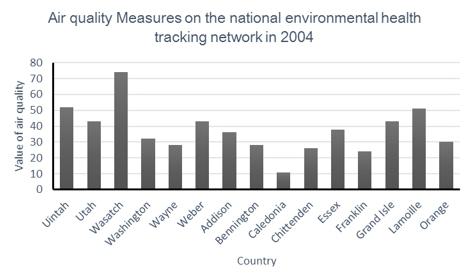 Air quality Measures on the national environmental health
tracking network in 2004
Value of air quality
80
70
60
50
40
30
20
10
0
Uintah
Utah
Wasatch
Washington
Wayne
Weber
Addison
Bennington
Caledonia
Chittenden
Essex
Franklin
Grand Isle
Lamoille
Orange
Country